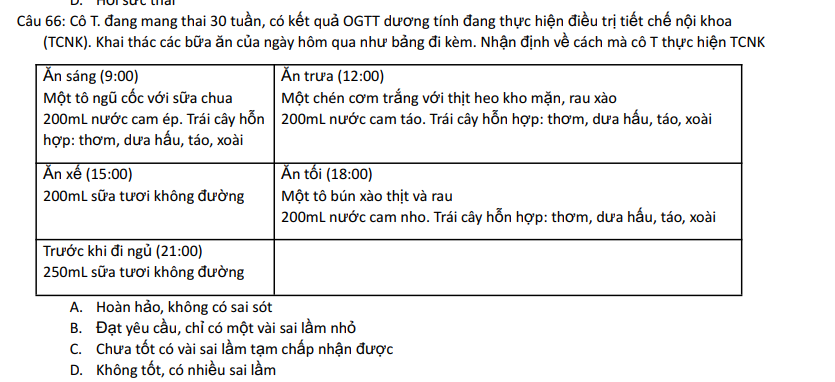 D. Hồi sức thai
Câu 66: Cô T. đang mang thai 30 tuần, có kết quả OGTT dương tính đang thực hiện điều trị tiết chế nội khoa
(TCNK). Khai thác các bữa ăn của ngày hôm qua như bảng đi kèm. Nhận định về cách mà cô T thực hiện TCNK
Ăn sáng (9:00)
Một tô ngũ cốc với sữa chua
200mL nước cam ép. Trái cây hỗn
hợp: thơm, dưa hấu, táo, xoài
Ăn trưa (12:00)
Một chén cơm trắng với thịt heo kho mặn, rau xào
200mL nước cam táo. Trái cây hỗn hợp: thơm, dưa hấu, táo, xoài
Ăn xế (15:00)
200mL sữa tươi không đường
Ăn tối (18:00)
Một tô bún xào thịt và rau
200mL nước cam nho. Trái cây hỗn hợp: thơm, dưa hấu, táo, xoài
Trước khi đi ngủ (21:00)
250mL sữa tươi không đường
A. Hoàn hảo, không có sai sót
B. Đạt yêu cầu, chỉ có một vài sai lầm nhỏ
C. Chưa tốt có vài sai lầm tạm chấp nhận được
D. Không tốt, có nhiều sai lầm